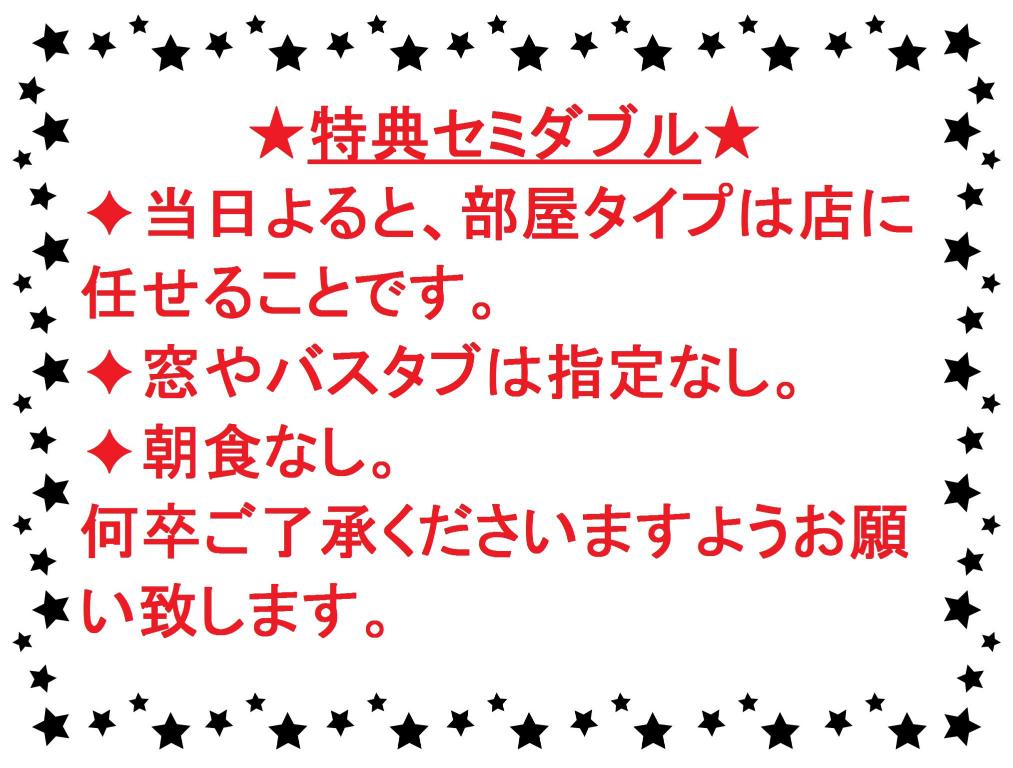 ★特典セミダブル★
✦当日よると、部屋タイプは店に
任せることです。
✦窓やバスタブは指定なし。
✦朝食なし。
何卒ご了承くださいますようお願
い致します。